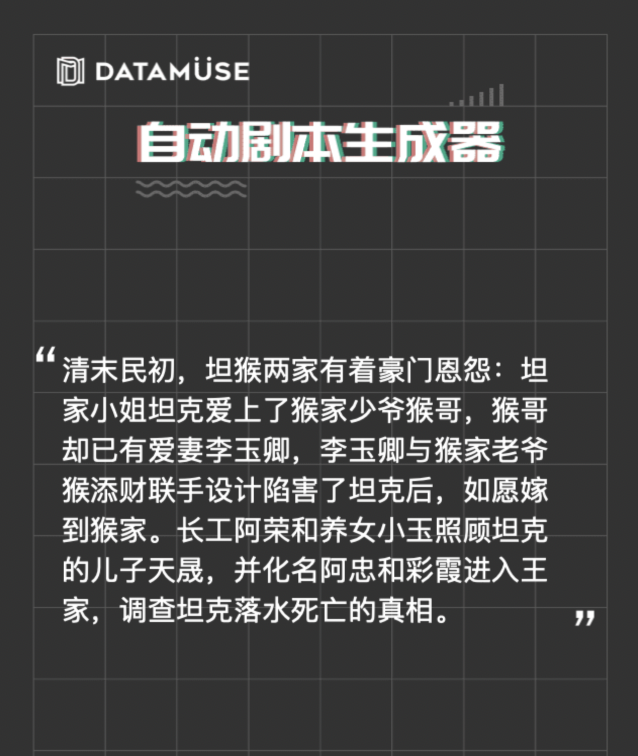 DATAMÜSE
自动剧本生成器
“清末民初，坦猴两家有着豪门恩怨：坦
家小姐坦克爱上了猴家少爷猴哥，猴哥
却已有爱妻李玉卿，李玉卿与猴家老爷
猴添财联手设计陷害了坦克后，如愿嫁
到猴家。长工阿荣和养女小玉照顾坦克
的儿子天晟，并化名阿忠和彩霞进入王
家，调查坦克落水死亡的真相。”